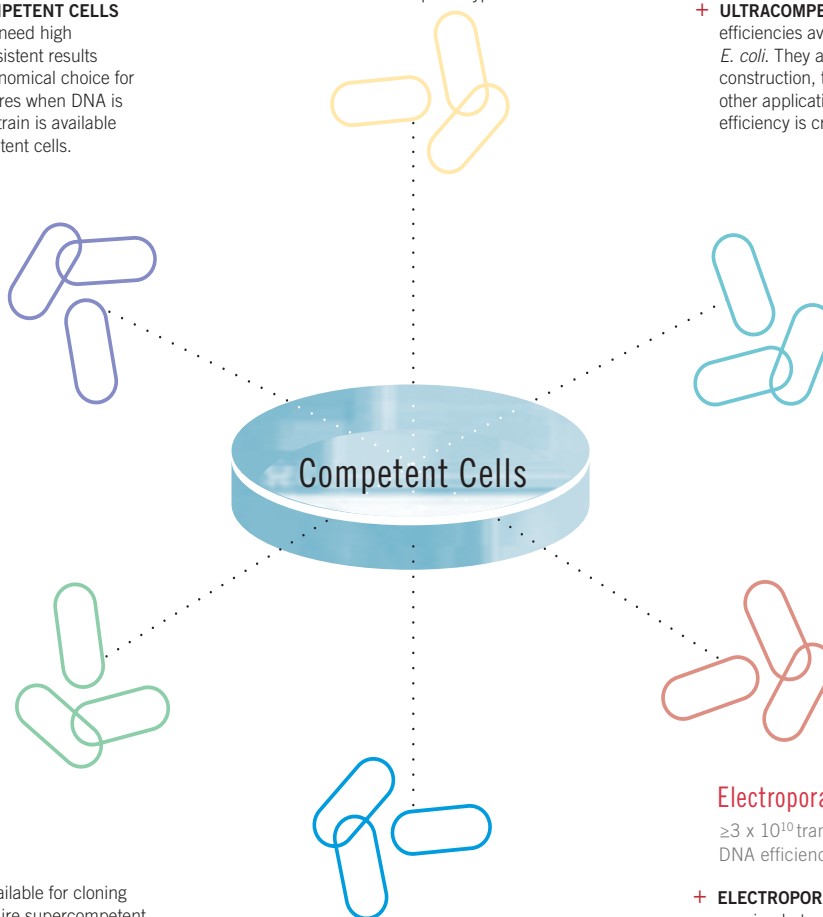 PETENT CELLS
need high
sistent results
nomical choice for
res when DNA is
train is available
tent cells.
+ ULTRACOMPE
efficiencies av
E. coli. They a
construction, t
other applicati
efficiency is cr
Competent Cells
Electropora
≥3 x 10¹⁰ tran
DNA efficienc
ailable for cloning
ire supercompetent
+ ELECTROPOR